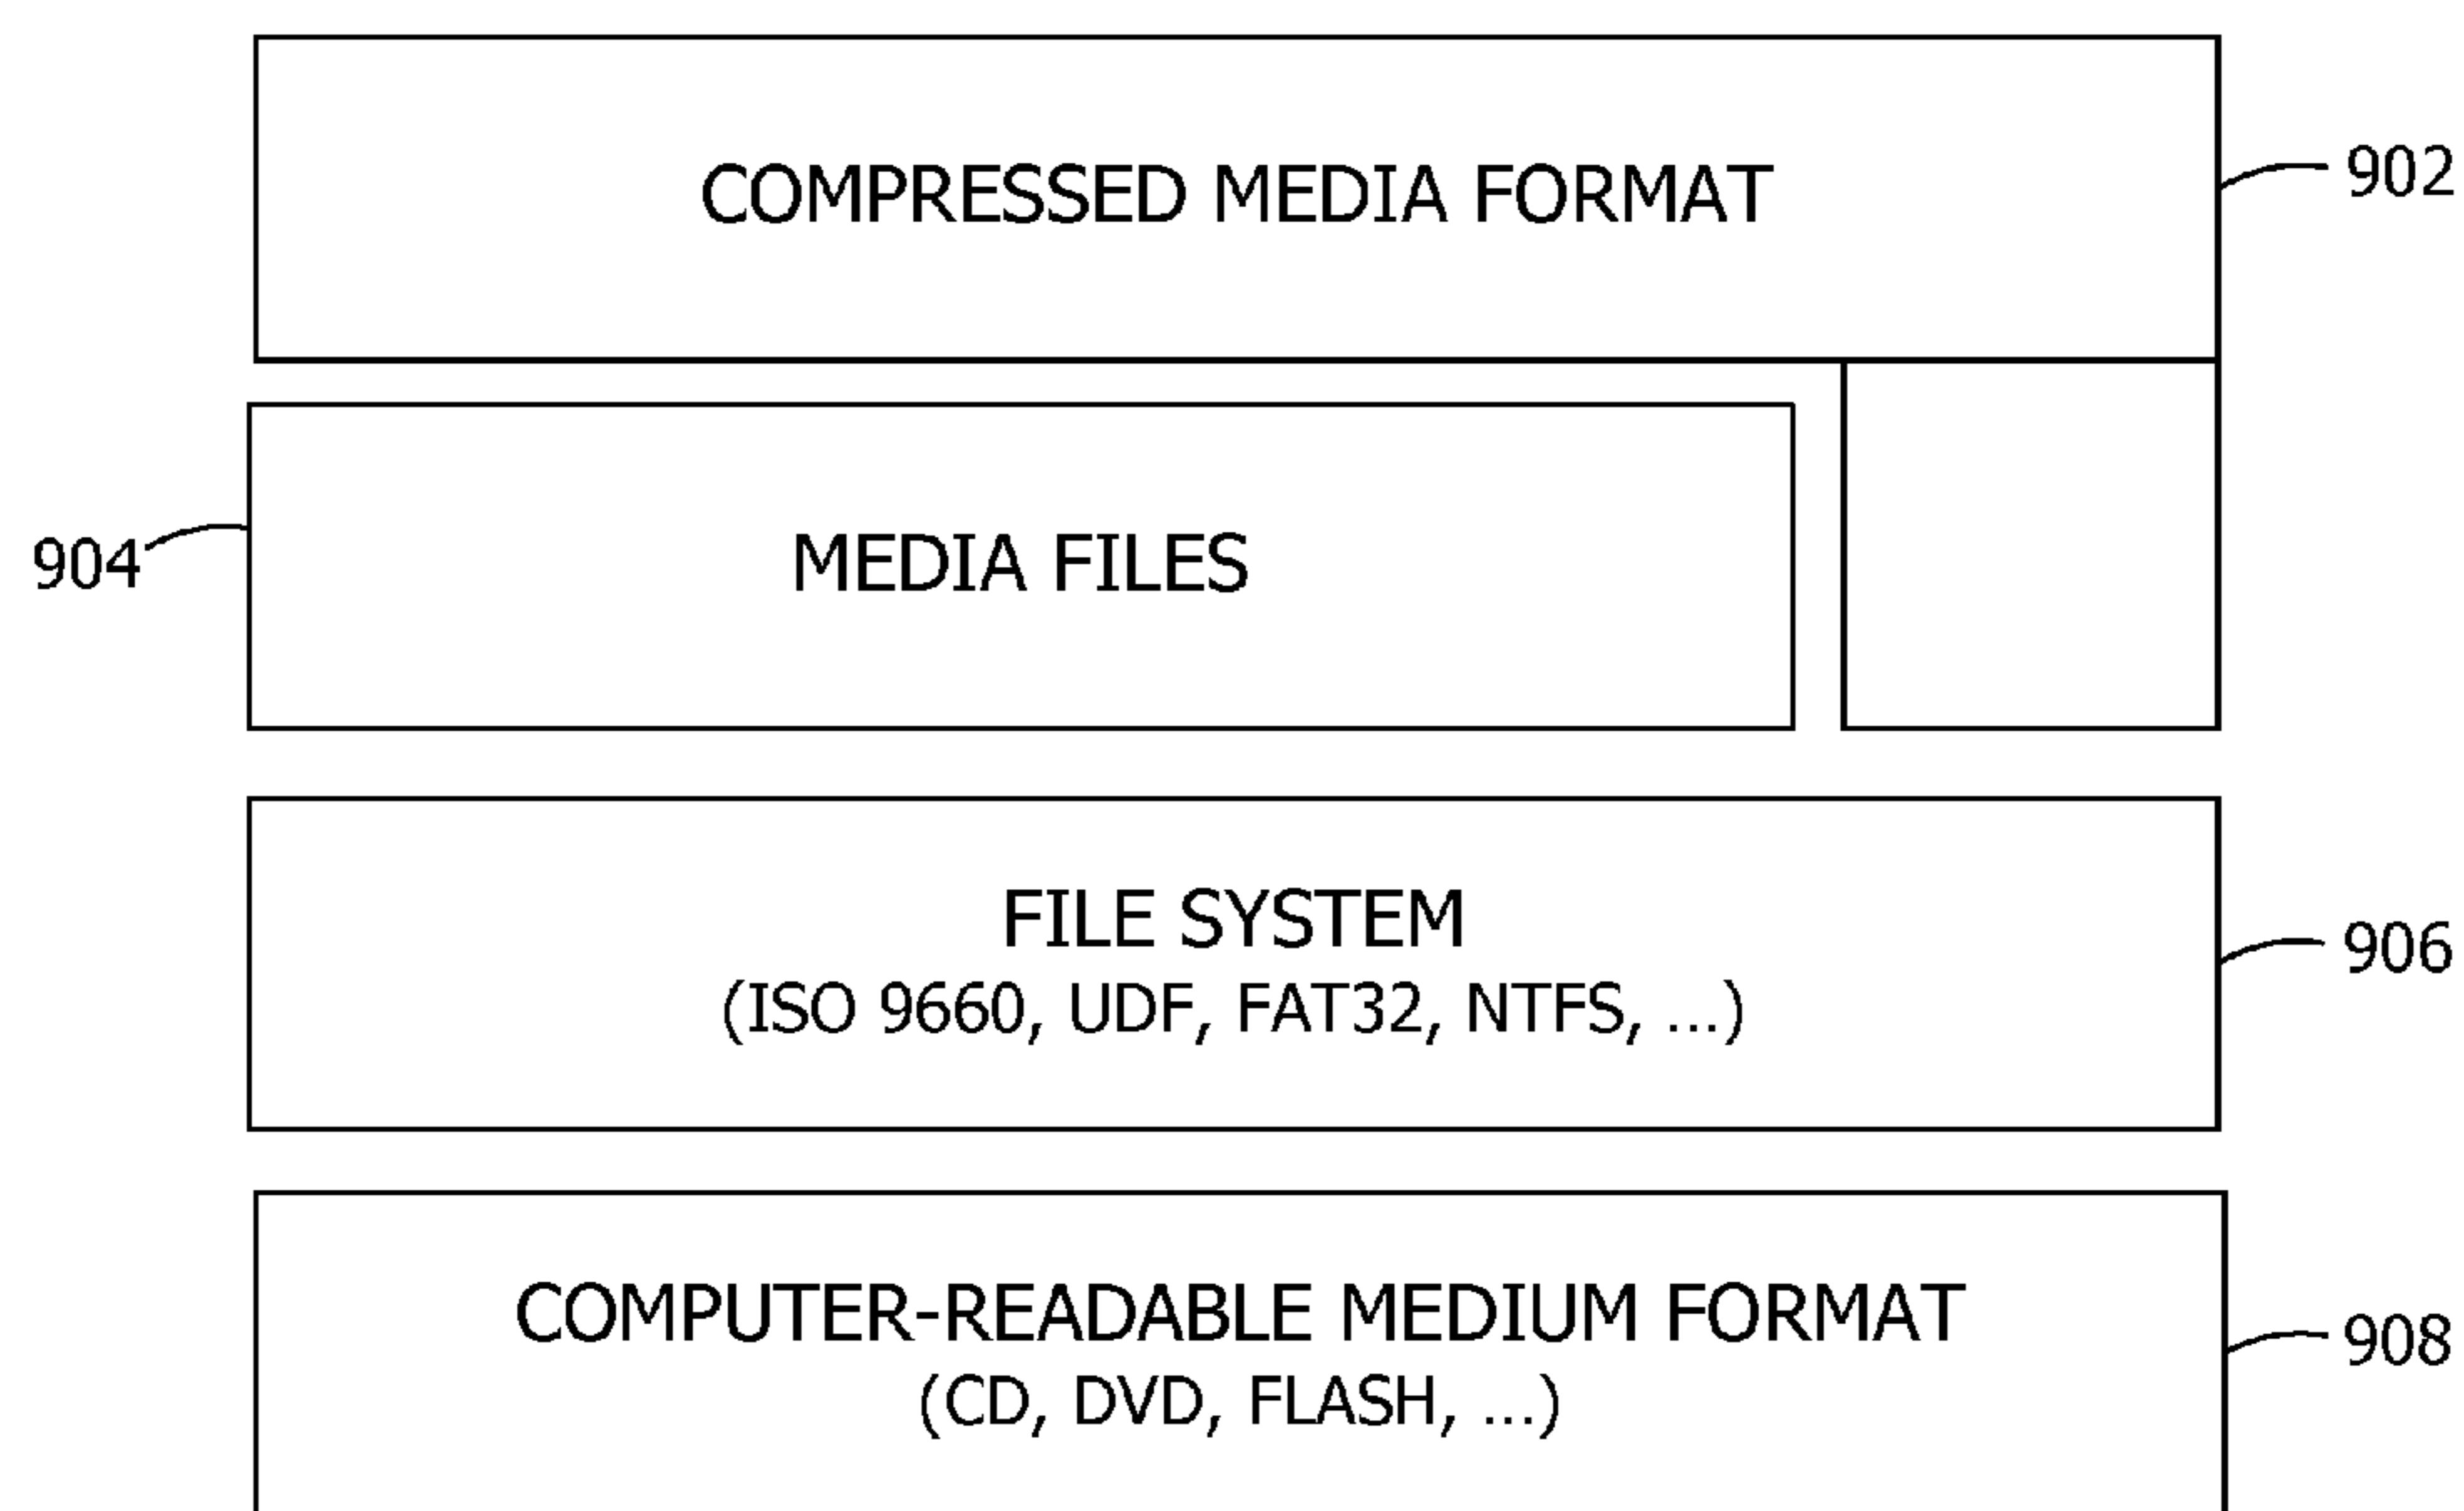 COMPRESSED MEDIA FORMAT
902
904
MEDIA FILES
FILE SYSTEM
(ISO 9660, UDF, FAT32, NTFS, ...)
906
COMPUTER-READABLE MEDIUM FORMAT
(CD, DVD, FLASH, ...)
908